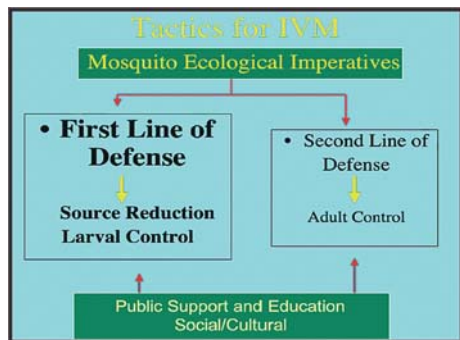 Tactics for IVM
Mosquito Ecological Imperatives
• First Line of
Defense
Source Reduction
Larval Control
• Second Line of
Defense
Adult Control
Public Support and Education
Social/Cultural